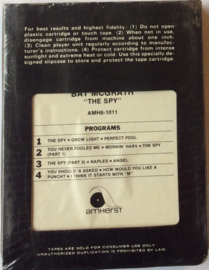 For best results and highest fidelity: (1) Do not open
plastic cartridge or touch tape. (2) When not in use,
disengage cartridge from machine about one inch.
(3) Clean player unit regularly according to manufac-
turer's instructions. (4) Protect cartridge from intense
sunlight and extreme heat or cold. Use this specially de-
signed slipcase to store and protect the tape cartridge.
BAT McGRATH
"THE SPY"
AMH8-1011
PROGRAMS
1 THE SPY • GROW LIGHT • PERFECT FOOL
2 YOU NEVER FOOLED ME • MORNIN' HARV • THE SPY
(PART 1)
3 THE SPY (PART 2) • NAPLES • ANGEL
4 YOU SHOULD'A ASKED • HOW WOULD YOU LIKE A
PUNCH? • I THINK IT STARTS WITH "M"
amherst
TAPES ARE SOLD FOR CONSUMER USE ONLY.
UNAUTHORIZED DUPLICATION IS PROHIBITED BY
LAW